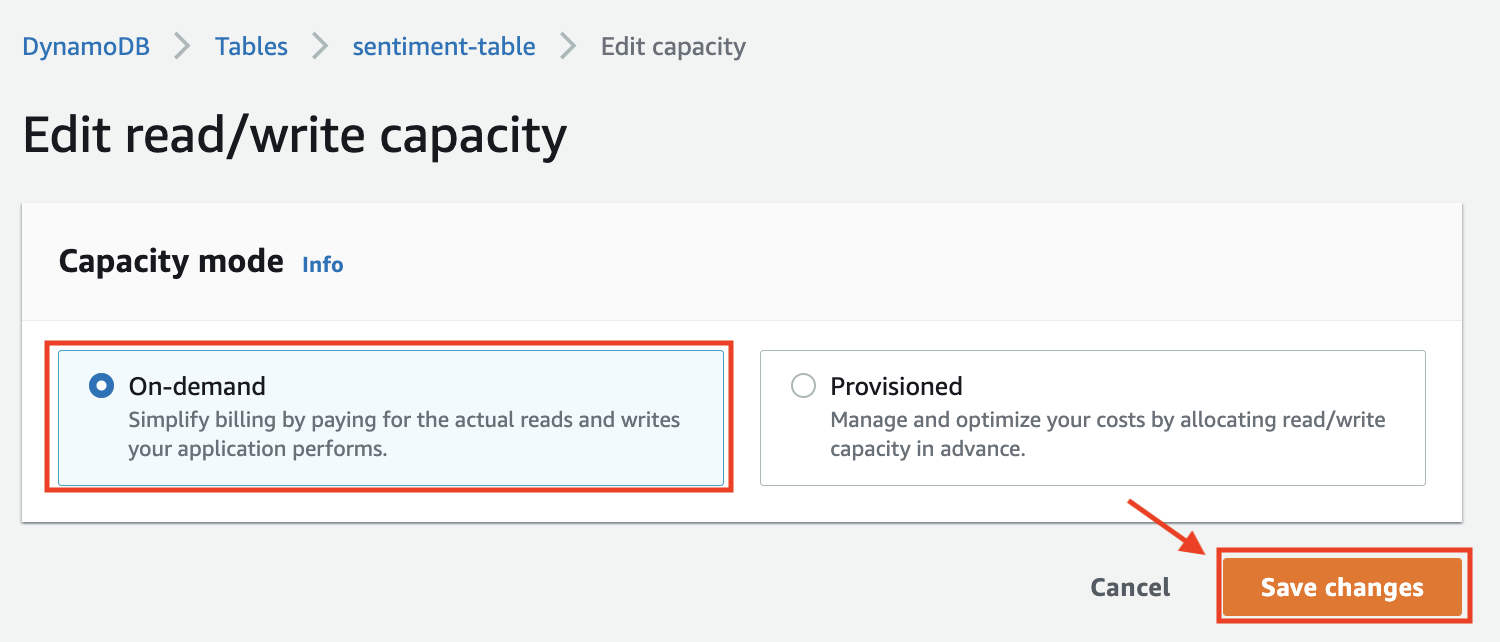 DynamoDB > Tables > sentiment-table > Edit capacity
Edit read/write capacity
Capacity mode Info
On-demand
Simplify billing by paying for the actual reads and writes
your application performs.
Provisioned
Manage and optimize your costs by allocating read/write
capacity in advance.
Cancel Save changes